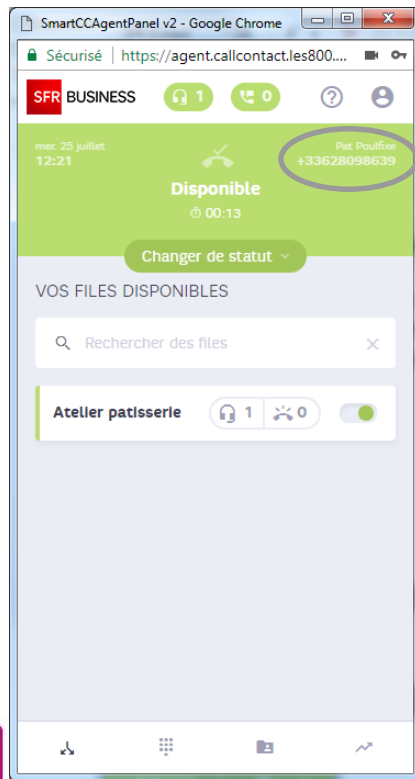 SmartCCAgentPanel v2 - Google Chrome
Sécurisé | https://agent.callcontact.les800....
SFR BUSINESS 1 0
mer. 25 juillet
12:21
Pat Poulfixe
+33628098639
Disponible
00:13
Changer de statut
VOS FILES DISPONIBLES
Rechercher des files
Atelier patisserie 1 0